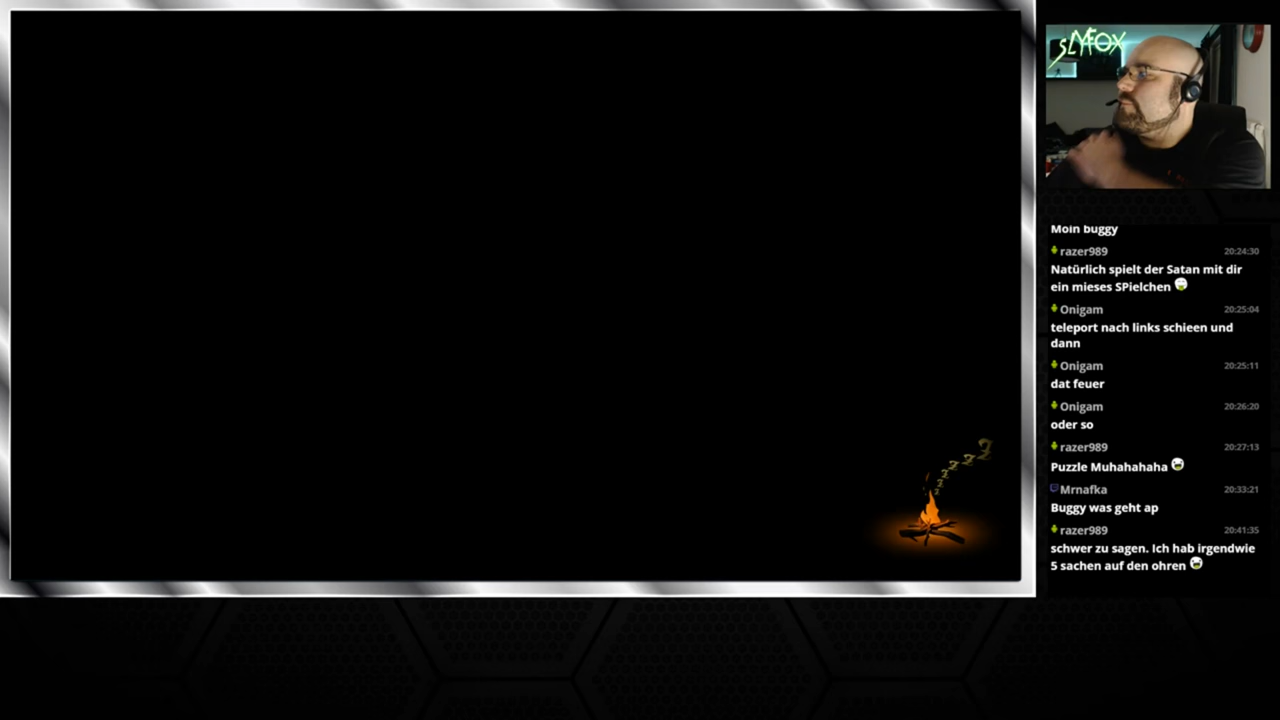 SLYFOX
Moin buggy
razer989 20:24:30
Natürlich spielt der Satan mit dir
ein mieses SPielchen
Onigam 20:25:04
teleport nach links schieen und
dann
Onigam 20:25:11
dat feuer
Onigam 20:26:20
oder so
razer989 20:27:13
Puzzle Muhahahaha
Mrnafka 20:33:21
Buggy was geht ap
razer989 20:41:35
schwer zu sagen. Ich hab irgendwie
5 sachen auf den ohren